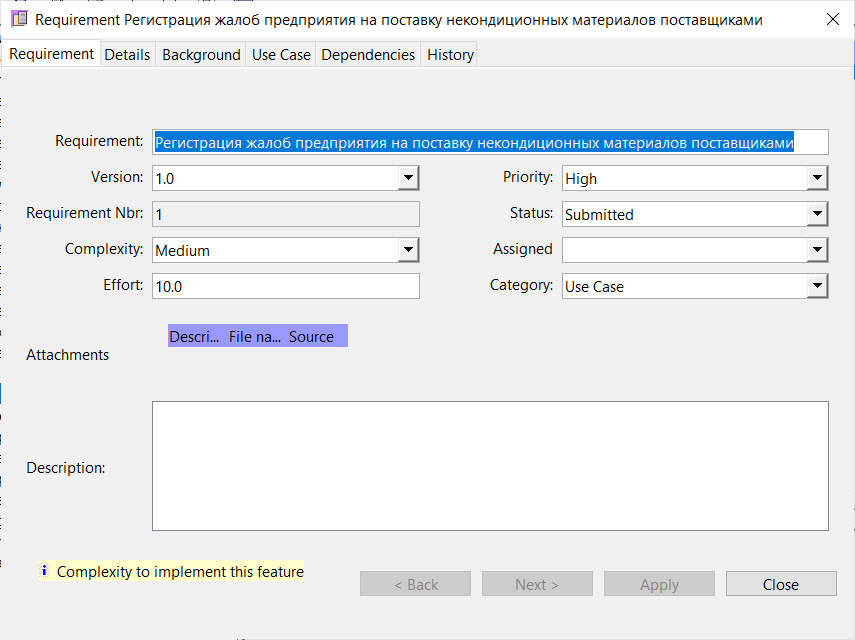 Requirement Регистрация жалоб предприятия на поставку некондиционных материалов поставщиками
Requirement Details Background Use Case Dependencies History
Requirement: Регистрация жалоб предприятия на поставку некондиционных материалов поставщиками
Version: 1.0 Priority: High
Requirement Nbr: 1 Status: Submitted
Complexity: Medium Assigned
Effort: 10.0 Category: Use Case
Descri... File na... Source
Attachments
Description:
i Complexity to implement this feature
< Back Next > Apply Close